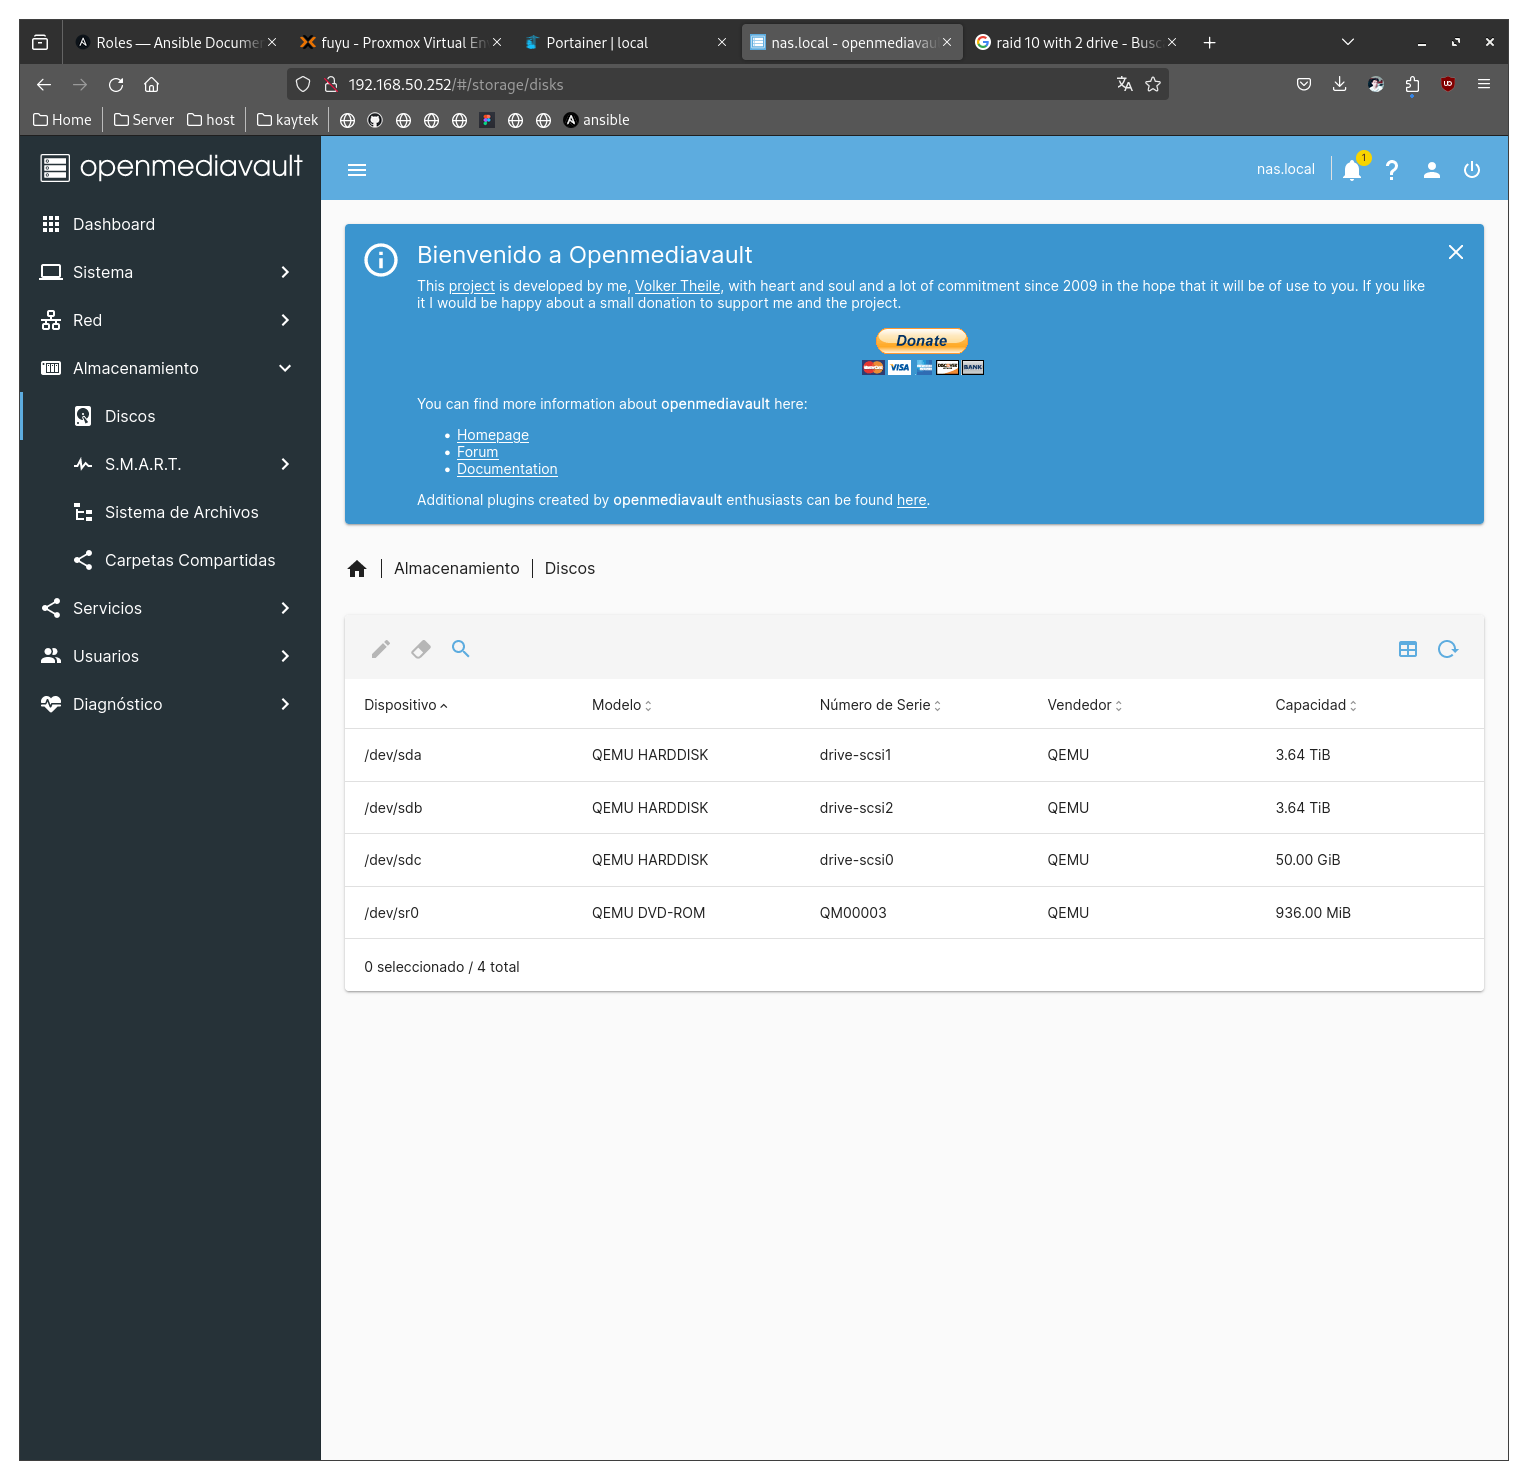 Roles — Ansible Documen
fuyu - Proxmox Virtual En
Portainer | local
nas.local - openmediavau
raid 10 with 2 drive - Busc
192.168.50.252/#/storage/disks
Home
Server
host
kaytek
ansible
openmediavault
nas.local
1
Dashboard
Sistema
Red
Almacenamiento
Discos
S.M.A.R.T.
Sistema de Archivos
Carpetas Compartidas
Servicios
Usuarios
Diagnóstico
Bienvenido a Openmediavault
This project is developed by me, Volker Theile, with heart and soul and a lot of commitment since 2009 in the hope that it will be of use to you. If you like
it I would be happy about a small donation to support me and the project.
Donate
VISA
BANK
You can find more information about openmediavault here:
• Homepage
• Forum
• Documentation
Additional plugins created by openmediavault enthusiasts can be found here.
Almacenamiento | Discos
Dispositivo Modelo Número de Serie Vendedor Capacidad
/dev/sda QEMU HARDDISK drive-scsi1 QEMU 3.64 TiB
/dev/sdb QEMU HARDDISK drive-scsi2 QEMU 3.64 TiB
/dev/sdc QEMU HARDDISK drive-scsi0 QEMU 50.00 GiB
/dev/sr0 QEMU DVD-ROM QM00003 QEMU 936.00 MiB
0 seleccionado / 4 total